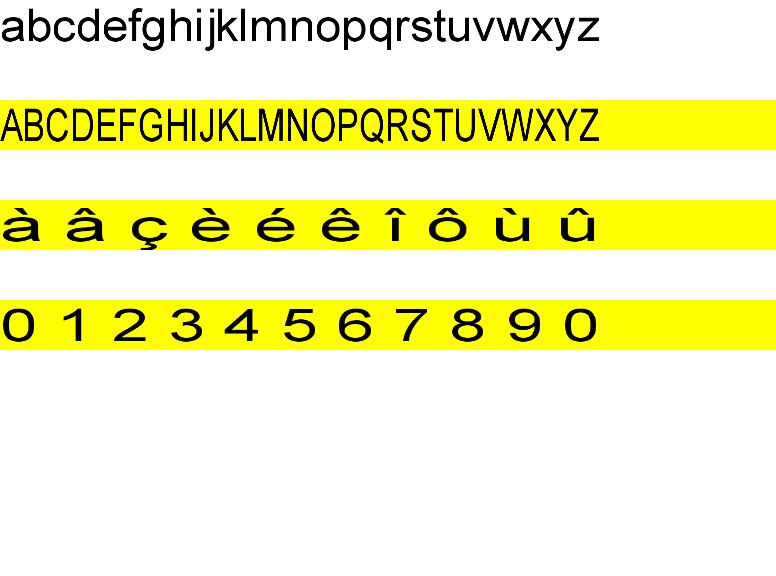 abcdefghijklmnopqrstuvwxyz
ABCDEFGHIJKLMNOPQRSTUVWXYZ
à â ç è é ê î ô ù û
0 1 2 3 4 5 6 7 8 9 0